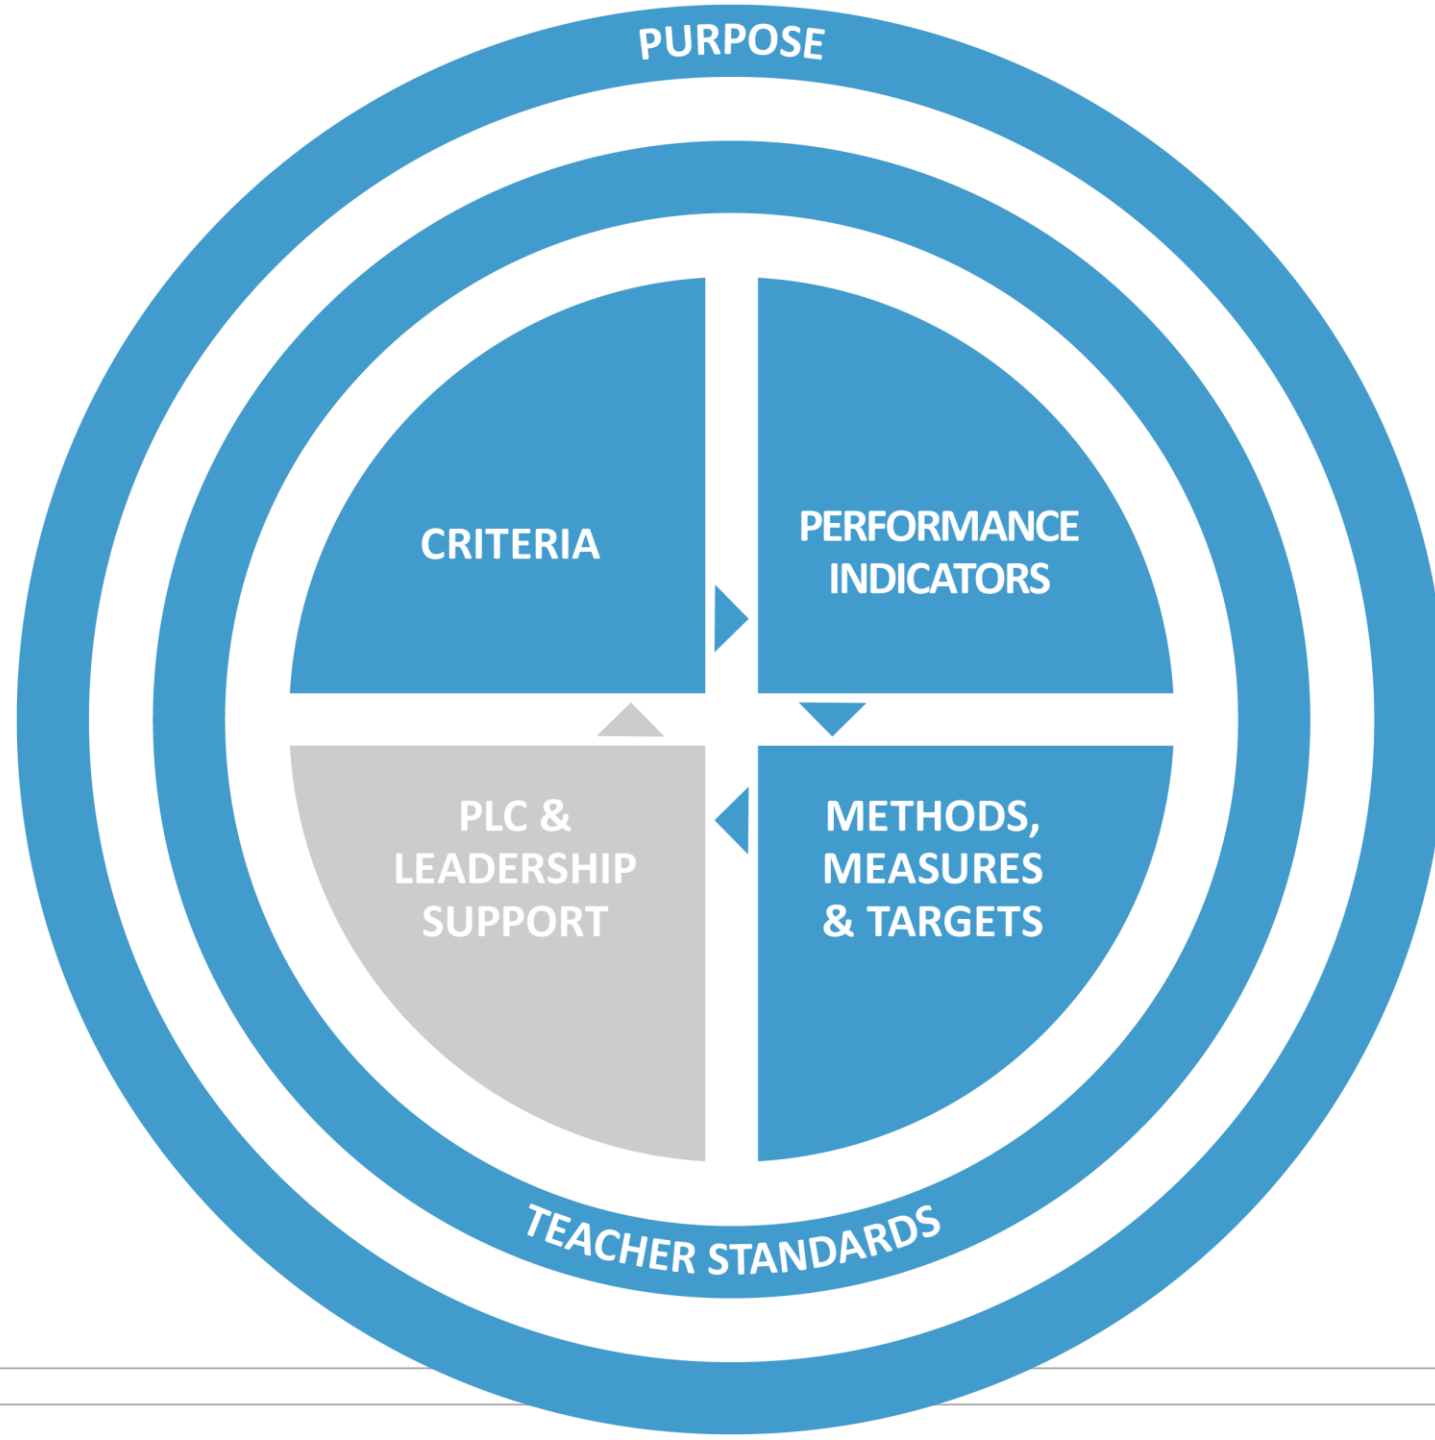 PURPOSE
CRITERIA
PERFORMANCE
INDICATORS
PLC &
LEADERSHIP
SUPPORT
METHODS,
MEASURES
& TARGETS
TEACHER STANDARDS